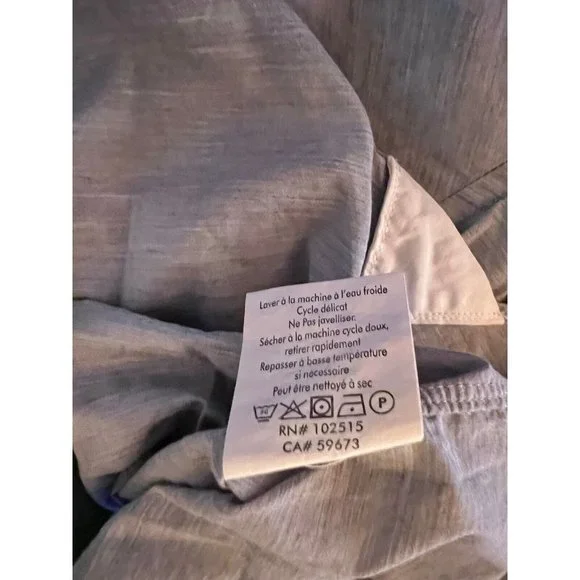 Laver à la machine à l'eau froide
Cycle délicat
Ne Pas javelliser.
Sécher à la machine cycle doux,
retirer rapidement
Repasser à basse température
si nécessaire
Peut être nettoyé à sec
P
RN# 102515
CA# 59673